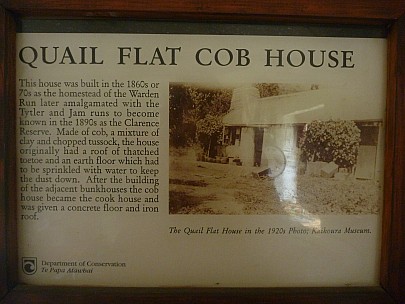 QUAIL FLAT COB HOUSE
This house was built in the 1860s or
70s as the homestead of the Warden
Run later amalgamated with the
Tytler and Jam runs to become
known in the 1890s as the Clarence
Reserve. Made of cob, a mixture of
clay and chopped tussock, the house
originally had a roof of thatched
toetoe and an earth floor which had
to be sprinkled with water to keep
the dust down. After the building
of the adjacent bunkhouses the cob
house became the cook house and
was given a concrete floor and iron
roof.
The Quail Flat House in the 1920s Photo: Kaikoura Museum.
Department of Conservation
Te Papa Atawhai